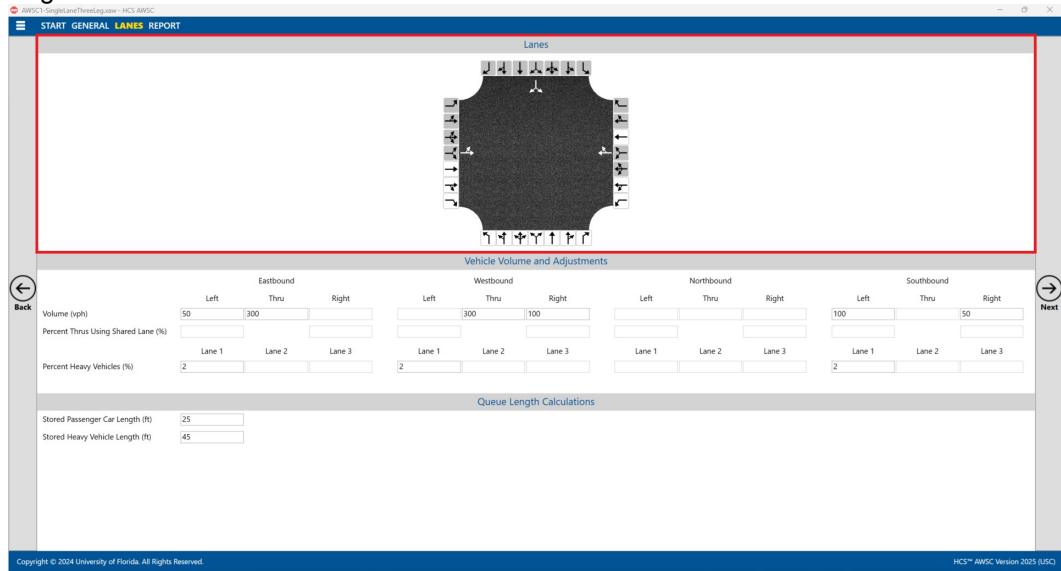 AWSC1-SingleLaneThreeLeg.xaw - HCS AWSC
START GENERAL LANES REPORT
Lanes
Vehicle Volume and Adjustments
Eastbound Westbound Northbound Southbound
Left Thru Right Left Thru Right Left Thru Right Left Thru Right
Volume (vph) 50 300 300 100 100 50
Percent Thrus Using Shared Lane (%)
Lane 1 Lane 2 Lane 3 Lane 1 Lane 2 Lane 3 Lane 1 Lane 2 Lane 3 Lane 1 Lane 2 Lane 3
Percent Heavy Vehicles (%) 2 2 2
Back Next
Queue Length Calculations
Stored Passenger Car Length (ft) 25
Stored Heavy Vehicle Length (ft) 45
Copyright © 2024 University of Florida. All Rights Reserved. HCS™ AWSC Version 2025 (USC)